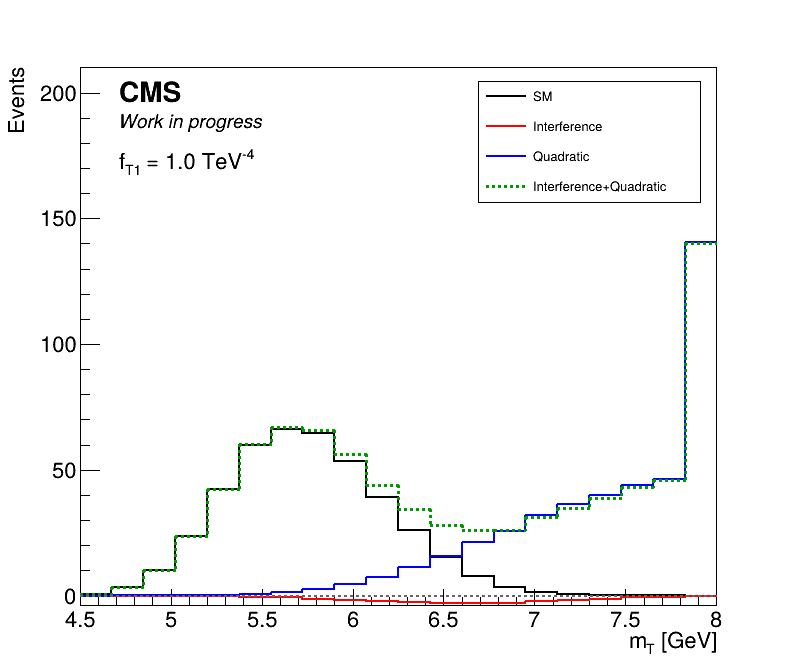 CMS
Work in progress
f_T1 = 1.0 TeV^-4
SM
Interference
Quadratic
Interference+Quadratic
Events
200
150
100
50
0
4.5 5 5.5 6 6.5 7 7.5 8
m_T [GeV]